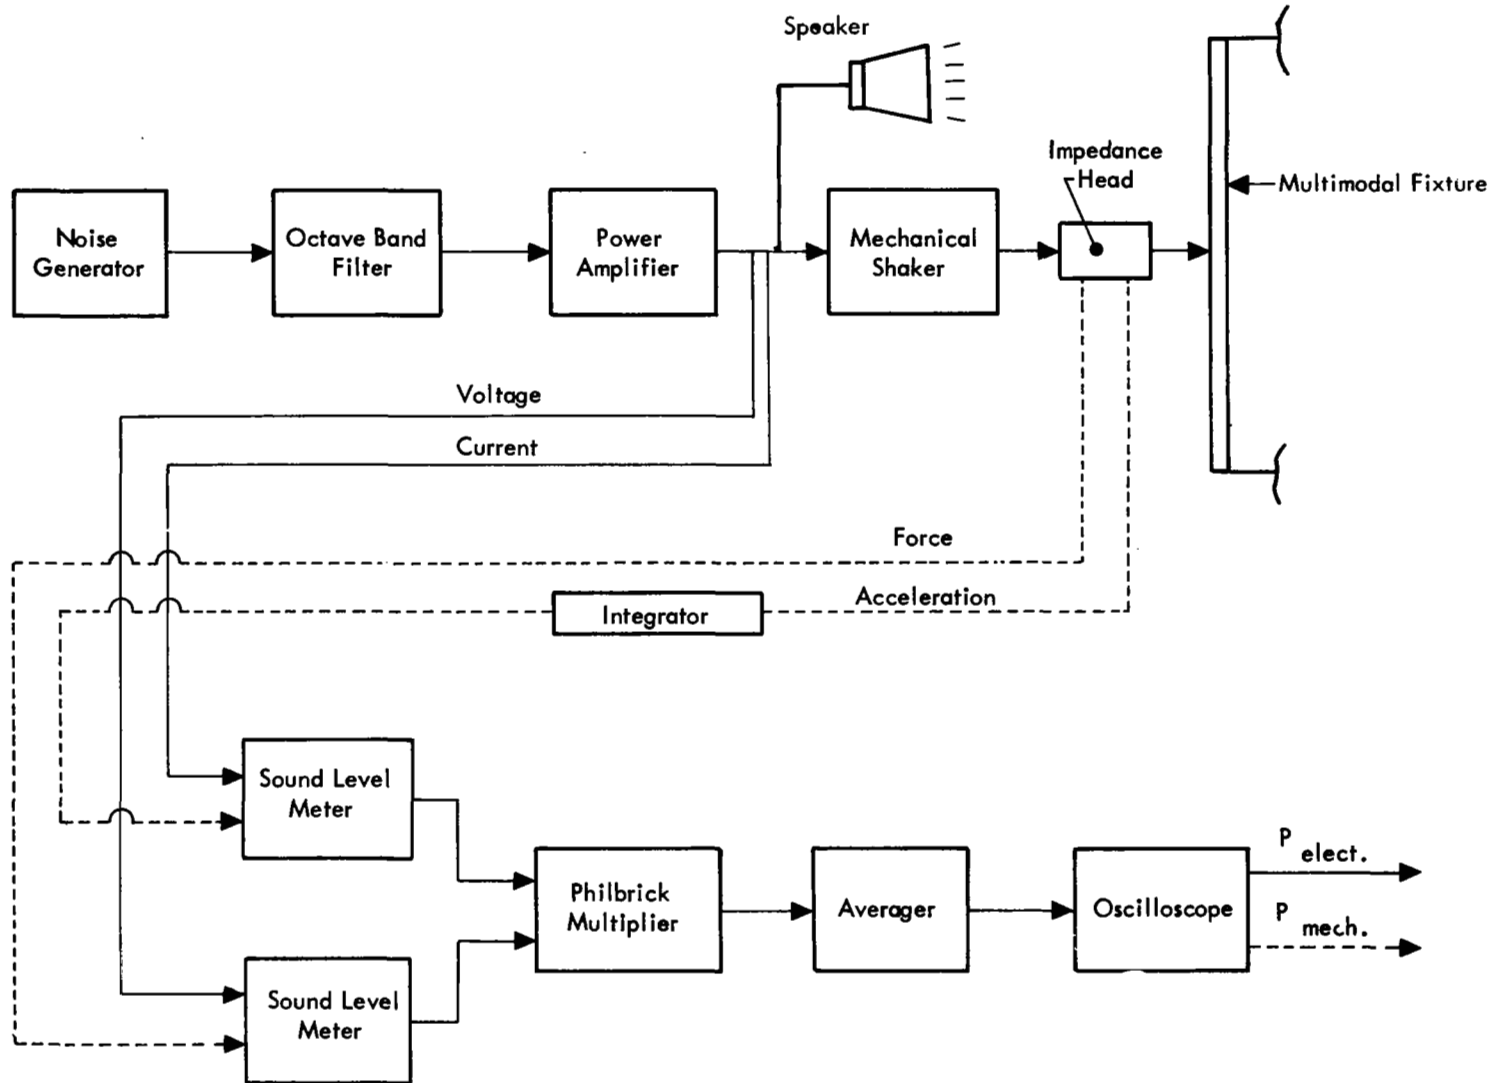 Speaker
Impedance
Head
Multimodal Fixture
Noise
Generator
Octave Band
Filter
Power
Amplifier
Mechanical
Shaker
Voltage
Current
Force
Acceleration
Integrator
Sound Level
Meter
Philbrick
Multiplier
Averager
Oscilloscope
P elect.
P mech.
Sound Level
Meter